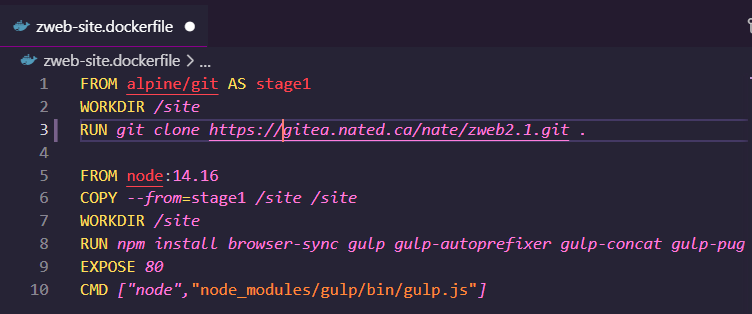 zweb-site.dockerfile
zweb-site.dockerfile > ...
1 FROM alpine/git AS stage1
2 WORKDIR /site
3 RUN git clone https://gitea.nated.ca/nate/zweb2.1.git .
4
5 FROM node:14.16
6 COPY --from=stage1 /site /site
7 WORKDIR /site
8 RUN npm install browser-sync gulp gulp-autoprefixer gulp-concat gulp-pug
9 EXPOSE 80
10 CMD ["node","node_modules/gulp/bin/gulp.js"]